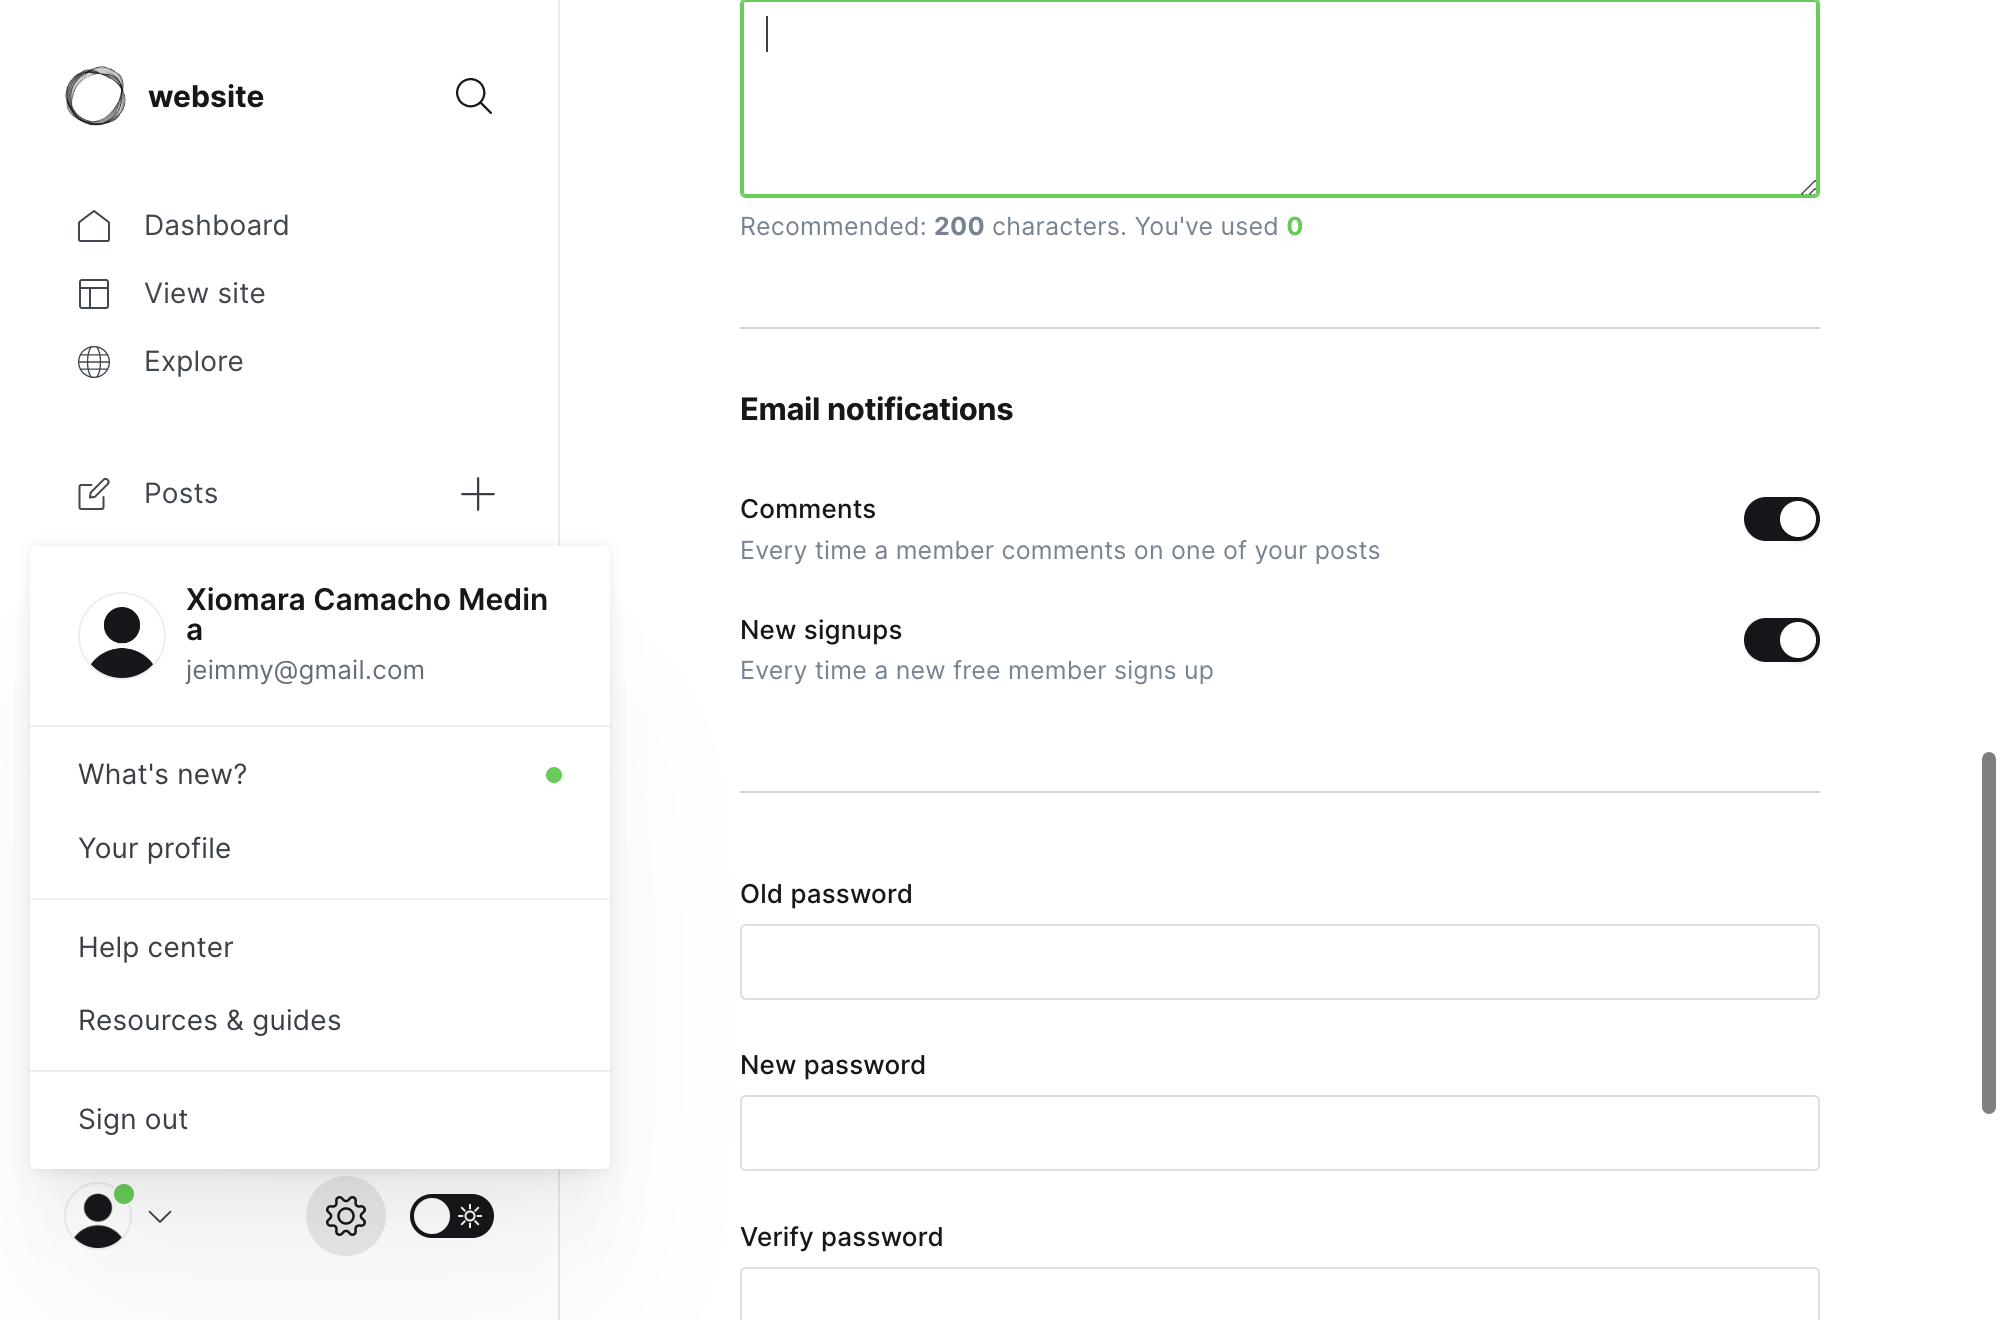 website
Dashboard
View site
Explore
Posts
Xiomara Camacho Medin
a
jeimmy@gmail.com
What's new?
Your profile
Help center
Resources & guides
Sign out
Recommended: 200 characters. You've used 0
Email notifications
Comments
Every time a member comments on one of your posts
New signups
Every time a new free member signs up
Old password
New password
Verify password